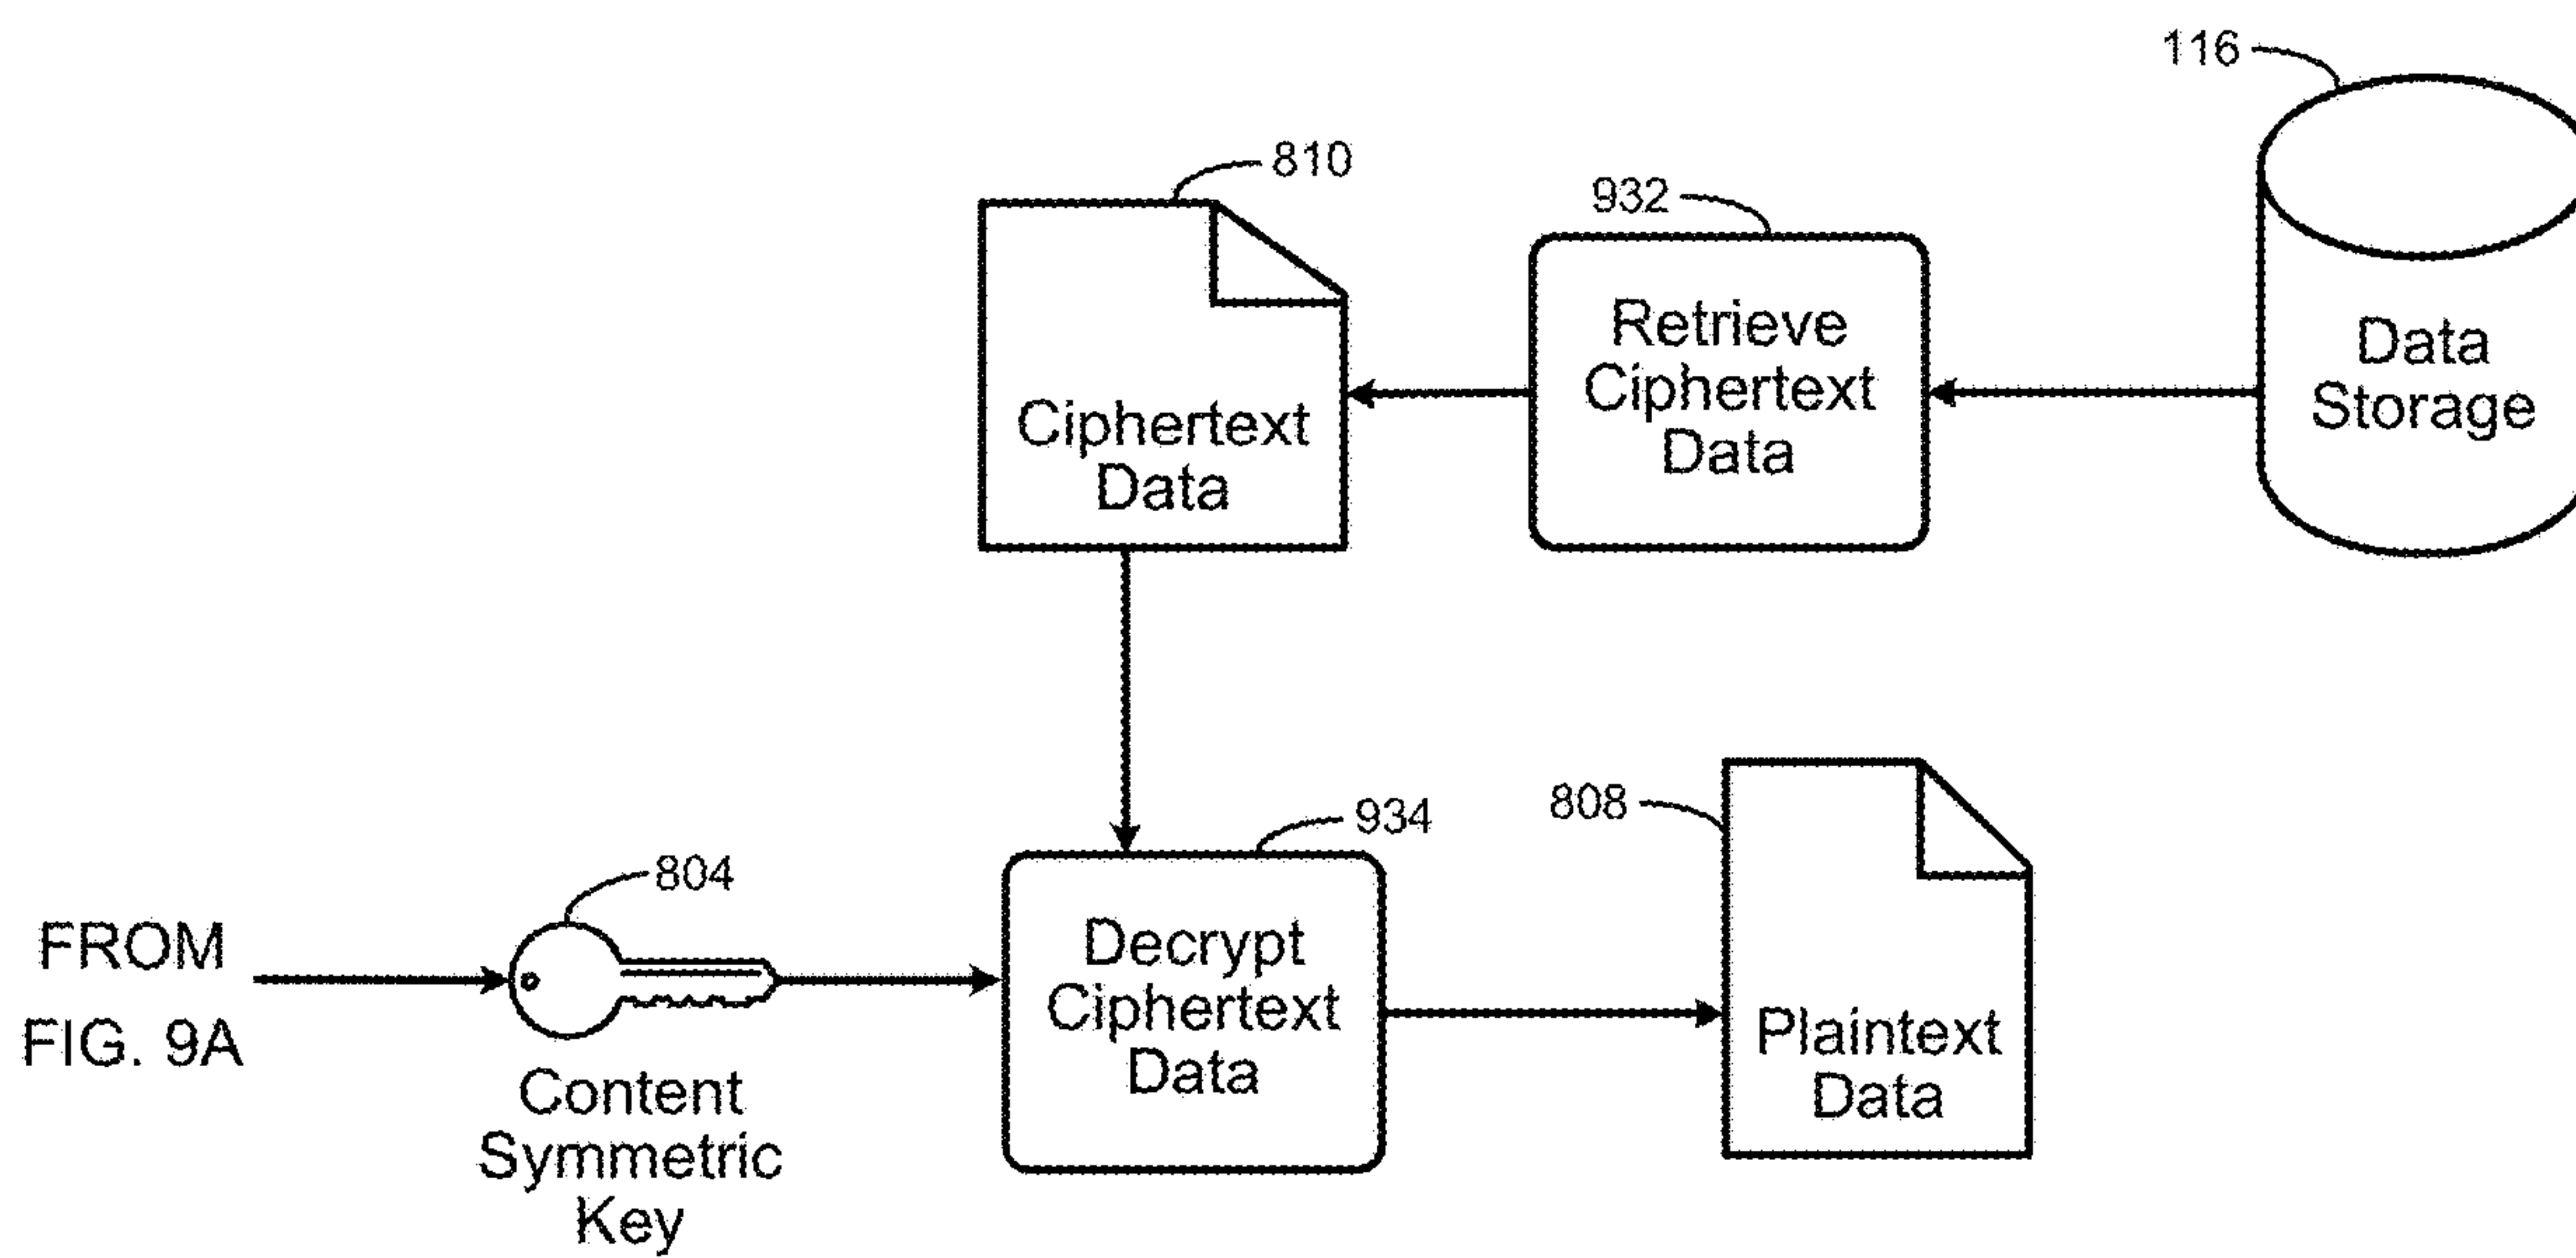 116
810
932
Retrieve
Ciphertext
Data
Data
Storage
Ciphertext
Data
808
934
804
FROM
FIG. 9A
Decrypt
Ciphertext
Data
Plaintext
Data
Content
Symmetric
Key